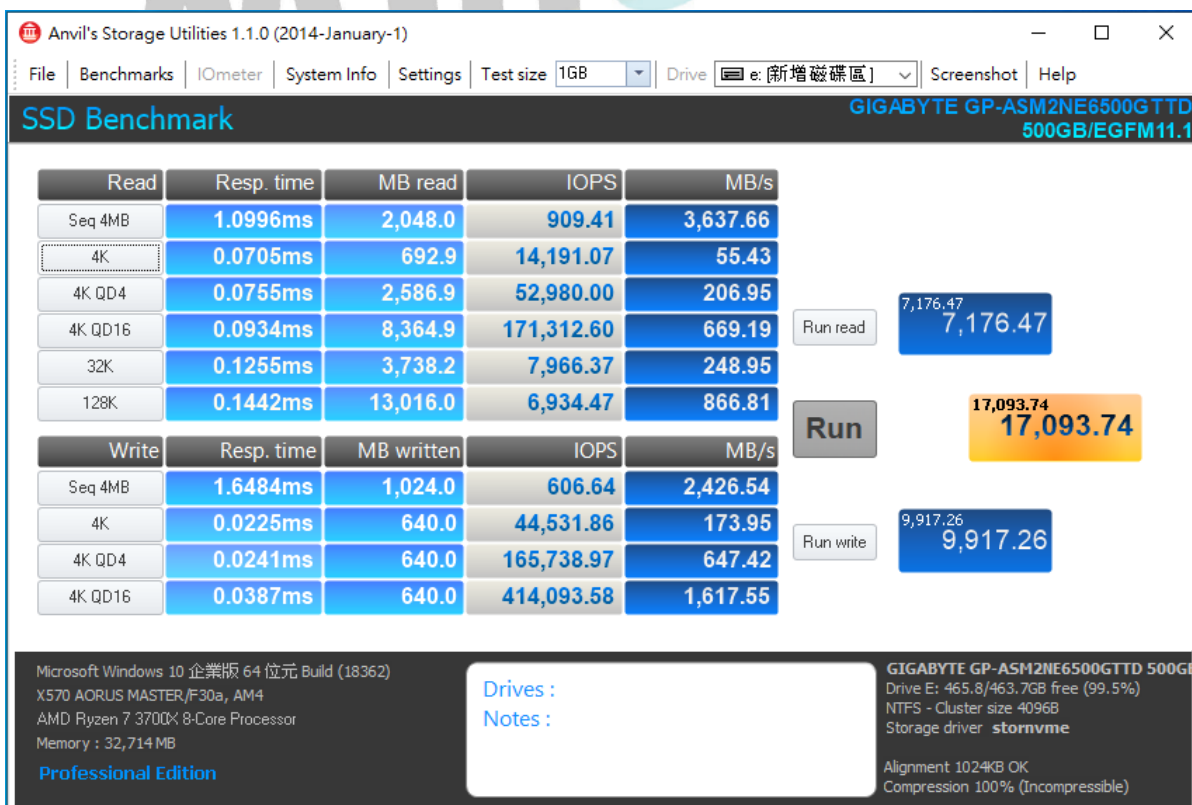 Anvil's Storage Utilities 1.1.0 (2014-January-1)
File Benchmarks IOmeter System Info Settings Test size 1GB Drive e: [新增磁碟區] Screenshot Help
SSD Benchmark
GIGABYTE GP-ASM2NE6500GTTD
500GB/EGFM11.1
Read Resp. time MB read IOPS MB/s
Seq 4MB 1.0996ms 2,048.0 909.41 3,637.66
4K 0.0705ms 692.9 14,191.07 55.43
4K QD4 0.0755ms 2,586.9 52,980.00 206.95
4K QD16 0.0934ms 8,364.9 171,312.60 669.19
32K 0.1255ms 3,738.2 7,966.37 248.95
128K 0.1442ms 13,016.0 6,934.47 866.81
Run read
7,176.47
7,176.47
Run
17,093.74
17,093.74
Write Resp. time MB written IOPS MB/s
Seq 4MB 1.6484ms 1,024.0 606.64 2,426.54
4K 0.0225ms 640.0 44,531.86 173.95
4K QD4 0.0241ms 640.0 165,738.97 647.42
4K QD16 0.0387ms 640.0 414,093.58 1,617.55
Run write
9,917.26
9,917.26
Microsoft Windows 10 企業版 64 位元 Build (18362)
X570 AORUS MASTER/F30a, AM4
AMD Ryzen 7 3700X 8-Core Processor
Memory : 32,714 MB
Professional Edition
Drives :
Notes :
GIGABYTE GP-ASM2NE6500GTTD 500GB
Drive E: 465.8/463.7GB free (99.5%)
NTFS - Cluster size 4096B
Storage driver stornvme
Alignment 1024KB OK
Compression 100% (Incompressible)